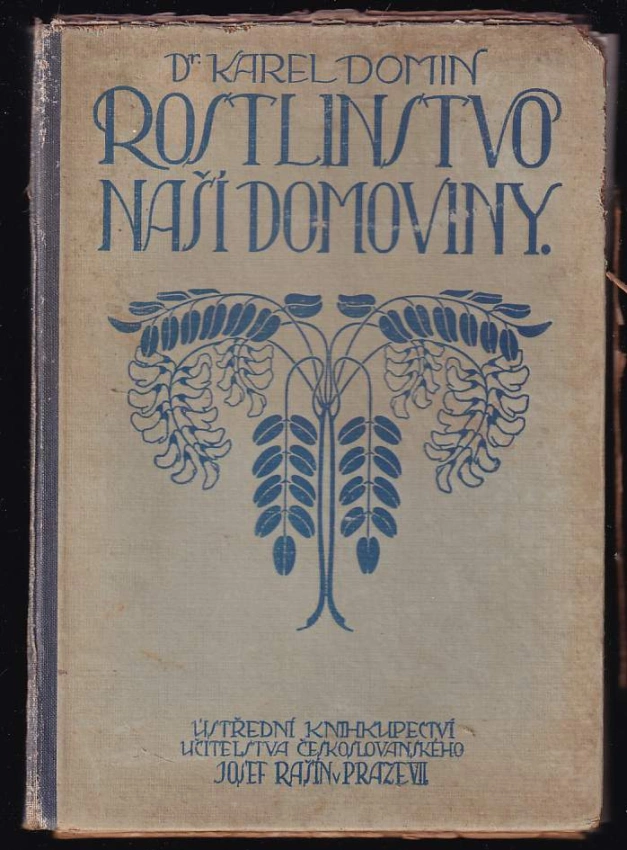 Dr. KAREL DOMIN
ROSTLINSTVO
NAŠÍ DOMOVINY.
ÚSTŘEDNÍ KNIHKUPECTVÍ
UČITELSTVA ČESKOSLOVANSKÉHO
JOSEF RAŠÍN V PRAZE VII.